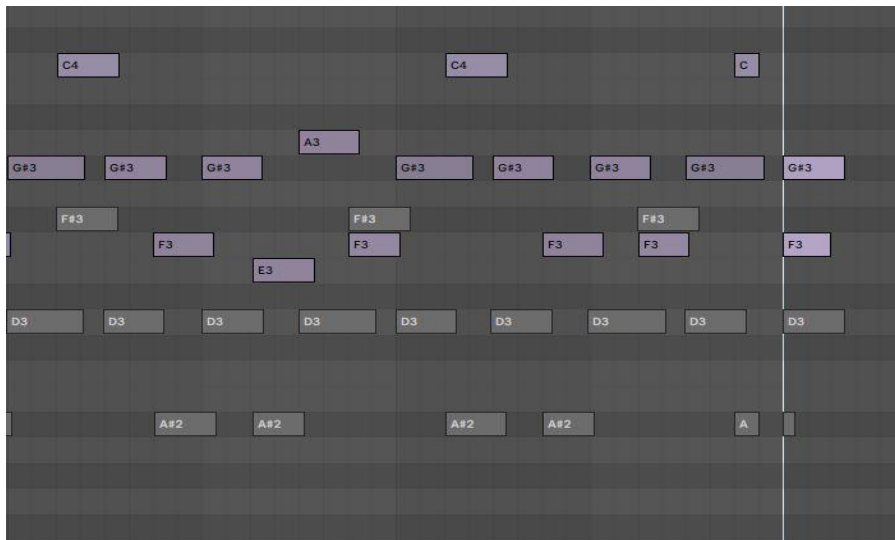 C4 C4 C
A3
G#3 G#3 G#3 G#3 G#3 G#3 G#3 G#3
F#3 F#3 F#3
F3 F3 F3 F3 F3
E3
D3 D3 D3 D3 D3 D3 D3 D3 D3
A#2 A#2 A#2 A#2 A